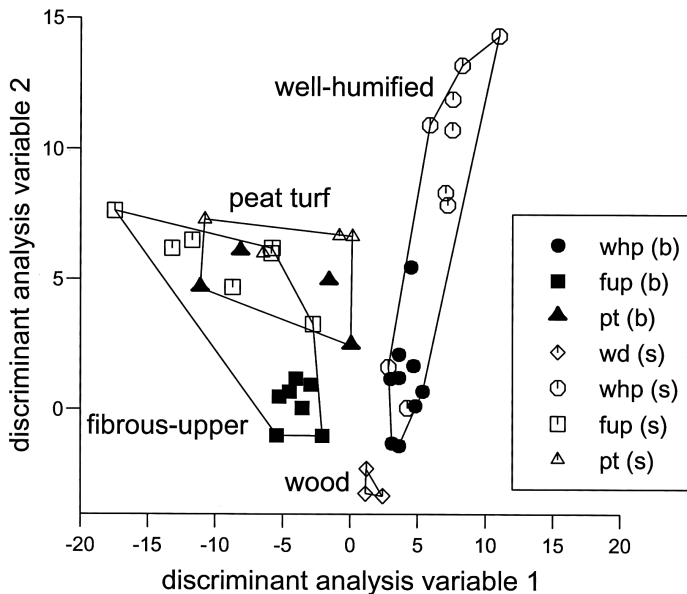 15
10
5
0
discriminant analysis variable 2
well-humified
peat turf
fibrous-upper
wood
whp (b)
fup (b)
pt (b)
wd (s)
whp (s)
fup (s)
pt (s)
-20 -15 -10 -5 0 5 10 15 20
discriminant analysis variable 1